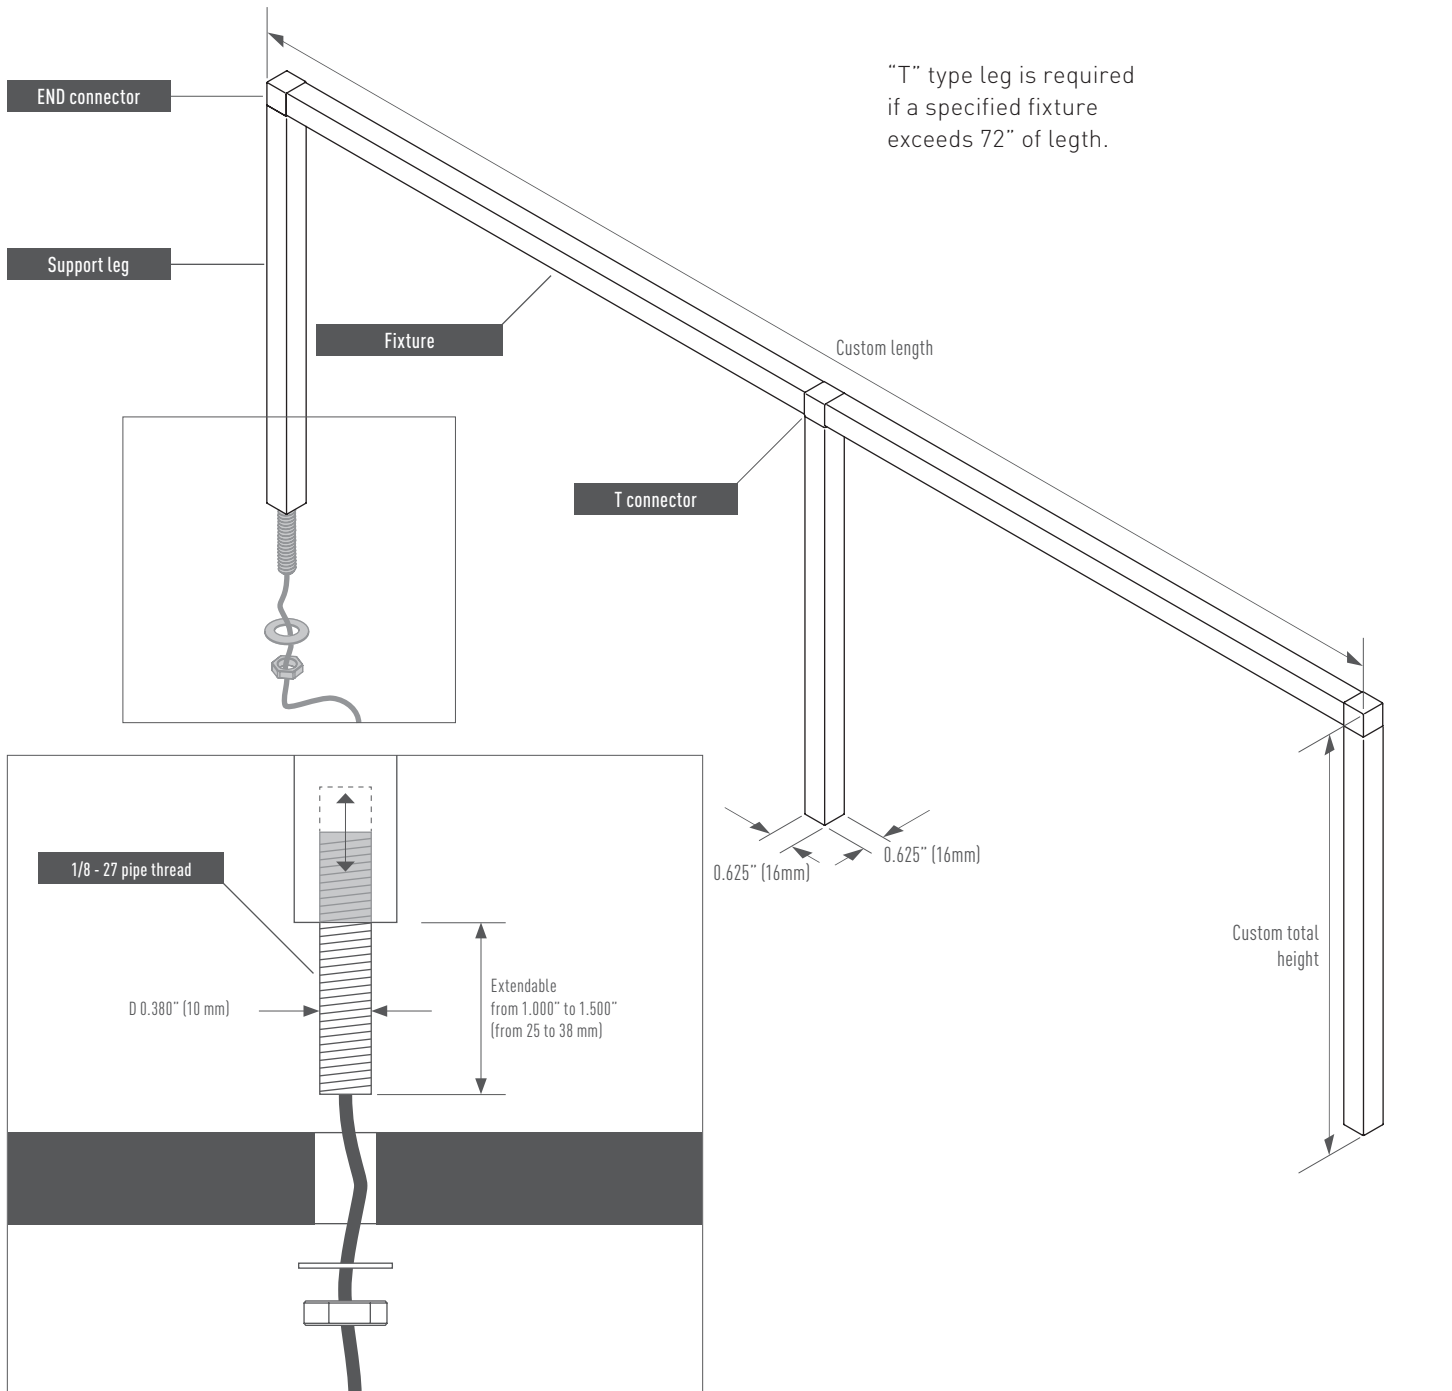 END connector
"T" type leg is required
if a specified fixture
exceeds 72" of legth.
Support leg
Fixture
Custom length
T connector
1/8 - 27 pipe thread
0.625" (16mm)
0.625" (16mm)
Custom total
height
D 0.380" (10 mm)
Extendable
from 1.000" to 1.500"
(from 25 to 38 mm)